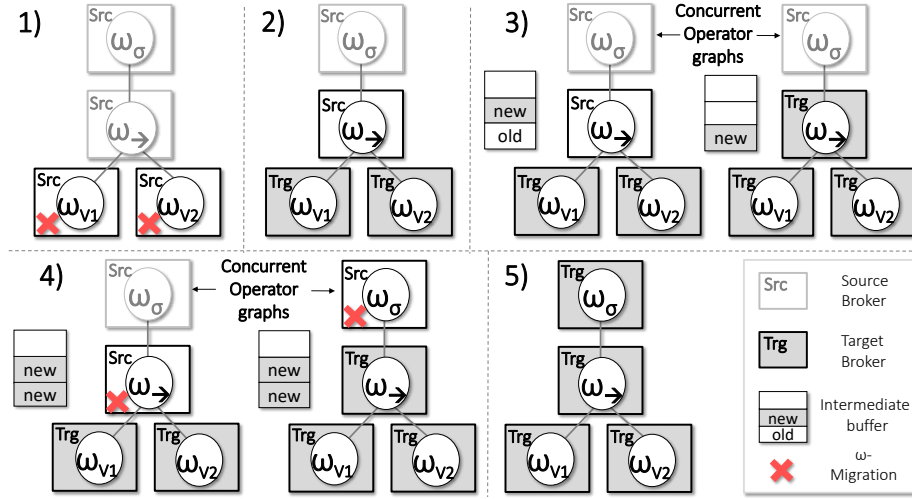 1)
Src
ωσ
Src
ω→
Src
ωV1
Src
ωV2
2)
Src
ωσ
Src
ω→
Trg
ωV1
Trg
ωV2
3)
Concurrent
Operator
graphs
Src
ωσ
new
old
Src
ω→
Trg
ωV1
Trg
ωV2
Src
ωσ
new
Trg
ω→
Trg
ωV1
Trg
ωV2
4)
Concurrent
Operator
graphs
Src
ωσ
new
new
Src
ω→
Trg
ωV1
Trg
ωV2
Src
ωσ
new
new
Trg
ω→
Trg
ωV1
Trg
ωV2
5)
Trg
ωσ
Trg
ω→
Trg
ωV1
Trg
ωV2
Src
Source
Broker
Trg
Target
Broker
new
old
Intermediate
buffer
ω-
Migration